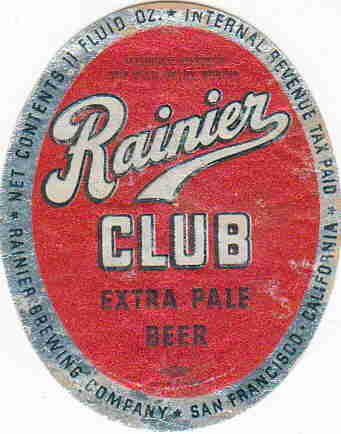 NET CONTENTS 11 FLUID OZ. ★ INTERNAL REVENUE TAX PAID ★
Rainier
CLUB
EXTRA PALE
BEER
★ RAINIER BREWING COMPANY ★ SAN FRANCISCO · CALIFORNIA